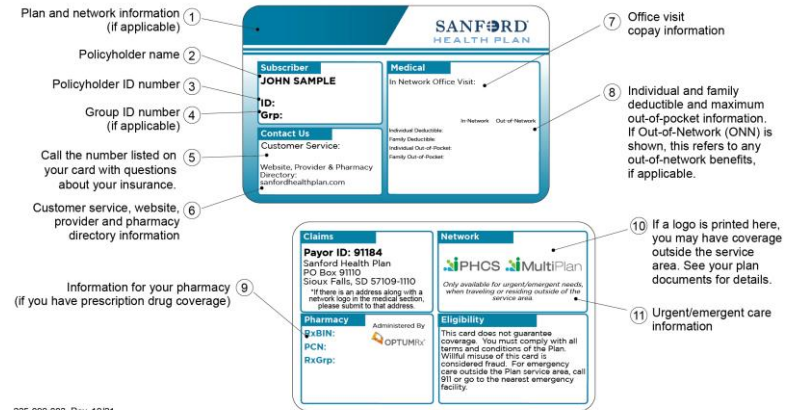 Plan and network information
(if applicable)
1
Policyholder name
2
Policyholder ID number
3
Group ID number
(if applicable)
4
Call the number listed on
your card with questions
about your insurance.
5
Customer service, website,
provider and pharmacy
directory information
6
SANFORD
HEALTH PLAN
Subscriber
JOHN SAMPLE
ID:
Grp:
Contact Us
Customer Service:
Website, Provider & Pharmacy
Directory:
sanfordhealthplan.com
Medical
In Network Office Visit:
In-Network Out-of-Network
Individual Deductible:
Family Deductible:
Individual Out-of-Pocket:
Family Out-of-Pocket:
7
Office visit
copay information
8
Individual and family
deductible and maximum
out-of-pocket information.
If Out-of-Network (ONN) is
shown, this refers to any
out-of-network benefits,
if applicable.
Information for your pharmacy
(if you have prescription drug coverage)
9
Claims
Payor ID: 91184
Sanford Health Plan
PO Box 91110
Sioux Falls, SD 57109-1110
*If there is an address along with a
network logo in the medical section,
please submit to that address.
Network
PHCS MultiPlan
Only available for urgent/emergent needs,
when traveling or residing outside of the
service area.
Pharmacy
RxBIN:
PCN:
RxGrp:
Administered By
OPTUMRx
Eligibility
This card does not guarantee
coverage. You must comply with all
terms and conditions of the Plan.
Willful misuse of this card is
considered fraud. For emergency
care outside the Plan service area, call
911 or go to the nearest emergency
facility.
10
If a logo is printed here,
you may have coverage
outside the service
area. See your plan
documents for details.
11
Urgent/emergent care
information